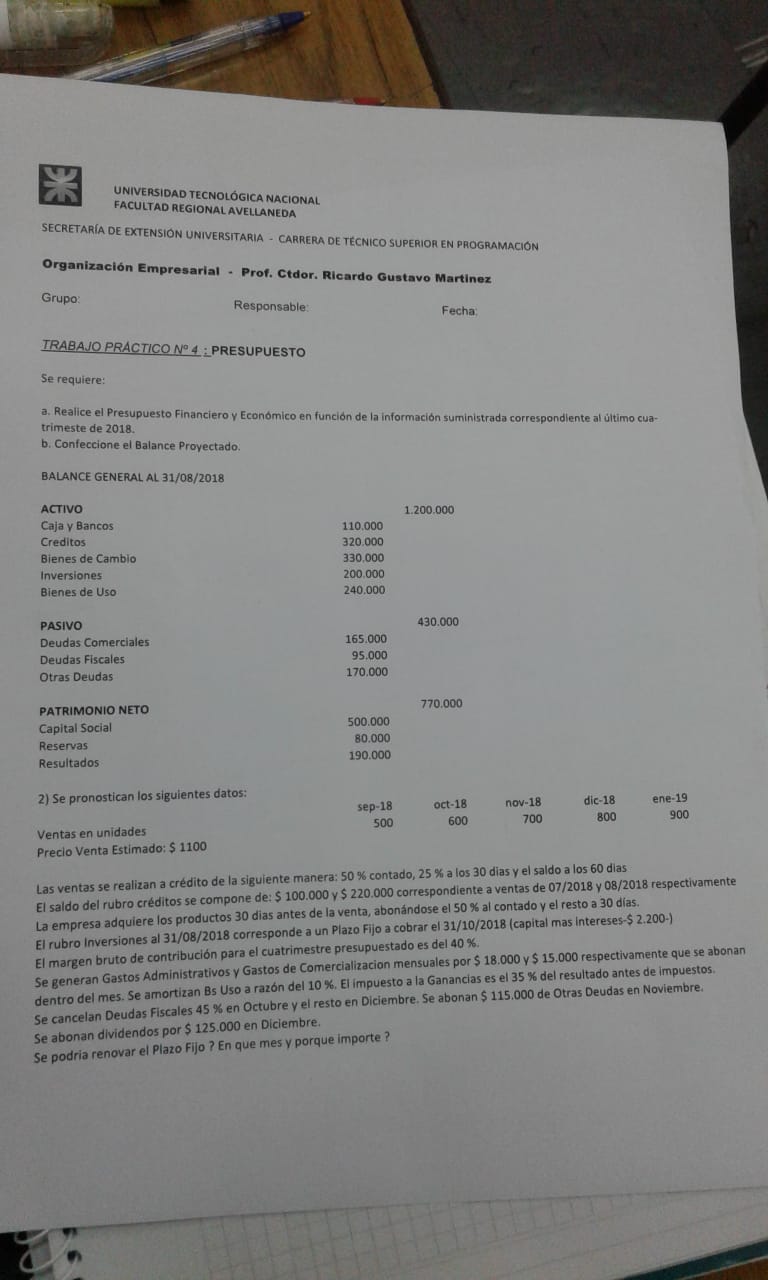 UNIVERSIDAD TECNOLÓGICA NACIONAL
FACULTAD REGIONAL AVELLANEDA
SECRETARÍA DE EXTENSIÓN UNIVERSITARIA - CARRERA DE TÉCNICO SUPERIOR EN PROGRAMACIÓN
Organización Empresarial - Prof. Ctdor. Ricardo Gustavo Martinez
Grupo: Responsable: Fecha:
TRABAJO PRÁCTICO Nº 4 : PRESUPUESTO
Se requiere:
a. Realice el Presupuesto Financiero y Económico en función de la información suministrada correspondiente al último cua-
trimeste de 2018.
b. Confeccione el Balance Proyectado.
BALANCE GENERAL AL 31/08/2018
ACTIVO 1.200.000
Caja y Bancos 110.000
Creditos 320.000
Bienes de Cambio 330.000
Inversiones 200.000
Bienes de Uso 240.000
PASIVO 430.000
Deudas Comerciales 165.000
Deudas Fiscales 95.000
Otras Deudas 170.000
PATRIMONIO NETO 770.000
Capital Social 500.000
Reservas 80.000
Resultados 190.000
2) Se pronostican los siguientes datos:
sep-18 oct-18 nov-18 dic-18 ene-19
Ventas en unidades 500 600 700 800 900
Precio Venta Estimado: $ 1100
Las ventas se realizan a crédito de la siguiente manera: 50 % contado, 25 % a los 30 dias y el saldo a los 60 dias
El saldo del rubro créditos se compone de: $ 100.000 y $ 220.000 correspondiente a ventas de 07/2018 y 08/2018 respectivamente
La empresa adquiere los productos 30 dias antes de la venta, abonándose el 50 % al contado y el resto a 30 días.
El rubro Inversiones al 31/08/2018 corresponde a un Plazo Fijo a cobrar el 31/10/2018 (capital mas intereses-$ 2.200-)
El margen bruto de contribución para el cuatrimestre presupuestado es del 40 %.
Se generan Gastos Administrativos y Gastos de Comercializacion mensuales por $ 18.000 y $ 15.000 respectivamente que se abonan
dentro del mes. Se amortizan Bs Uso a razón del 10 %. El impuesto a la Ganancias es el 35 % del resultado antes de impuestos.
Se cancelan Deudas Fiscales 45 % en Octubre y el resto en Diciembre. Se abonan $ 115.000 de Otras Deudas en Noviembre.
Se abonan dividendos por $ 125.000 en Diciembre.
Se podria renovar el Plazo Fijo ? En que mes y porque importe ?